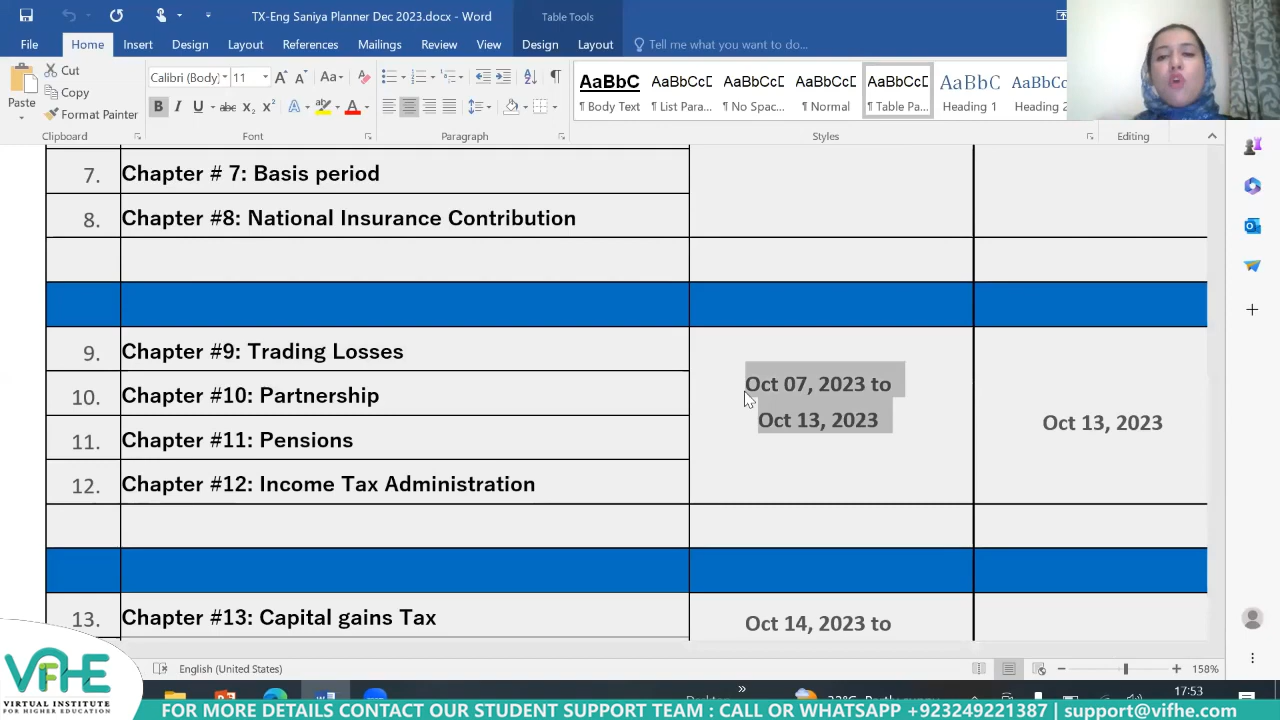 TX-Eng Saniya Planner Dec 2023.docx - Word
Table Tools
File Home Insert Design Layout References Mailings Review View Design Layout Tell me what you want to do...
Paste
Cut
Copy
Format Painter
Clipboard
Calibri (Body) 11
Font
Paragraph
AaBbC AaBbCcD AaBbCcD AaBbCcD AaBbCcD AaBbC AaBbCc
¶ Body Text ¶ List Para... ¶ No Spac... ¶ Normal ¶ Table Pa... Heading 1 Heading 2
Styles
Editing
7. Chapter # 7: Basis period
8. Chapter #8: National Insurance Contribution
9. Chapter #9: Trading Losses
10. Chapter #10: Partnership
11. Chapter #11: Pensions
12. Chapter #12: Income Tax Administration
Oct 07, 2023 to
Oct 13, 2023
Oct 13, 2023
13. Chapter #13: Capital gains Tax
Oct 14, 2023 to
English (United States)
158%
17:53
VIFHE
VIRTUAL INSTITUTE
FOR HIGHER EDUCATION
FOR MORE DETAILS CONTACT OUR STUDENT SUPPORT TEAM : CALL OR WHATSAPP +923249221387 | support@vifhe.com